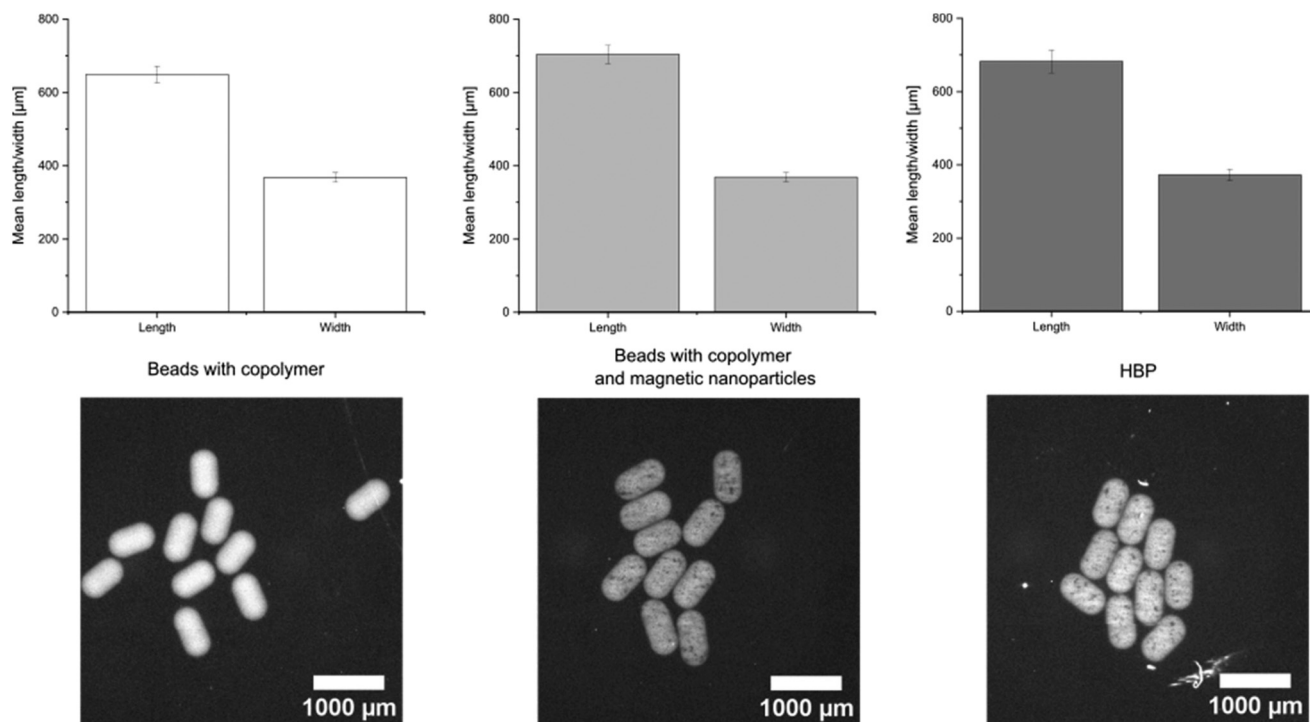 800
600
400
200
0
Mean length/width [µm]
Length
Width
800
600
400
200
0
Mean length/width [µm]
Length
Width
800
600
400
200
0
Mean length/width [µm]
Length
Width
Beads with copolymer
Beads with copolymer
and magnetic nanoparticles
HBP
1000 µm
1000 µm
1000 µm